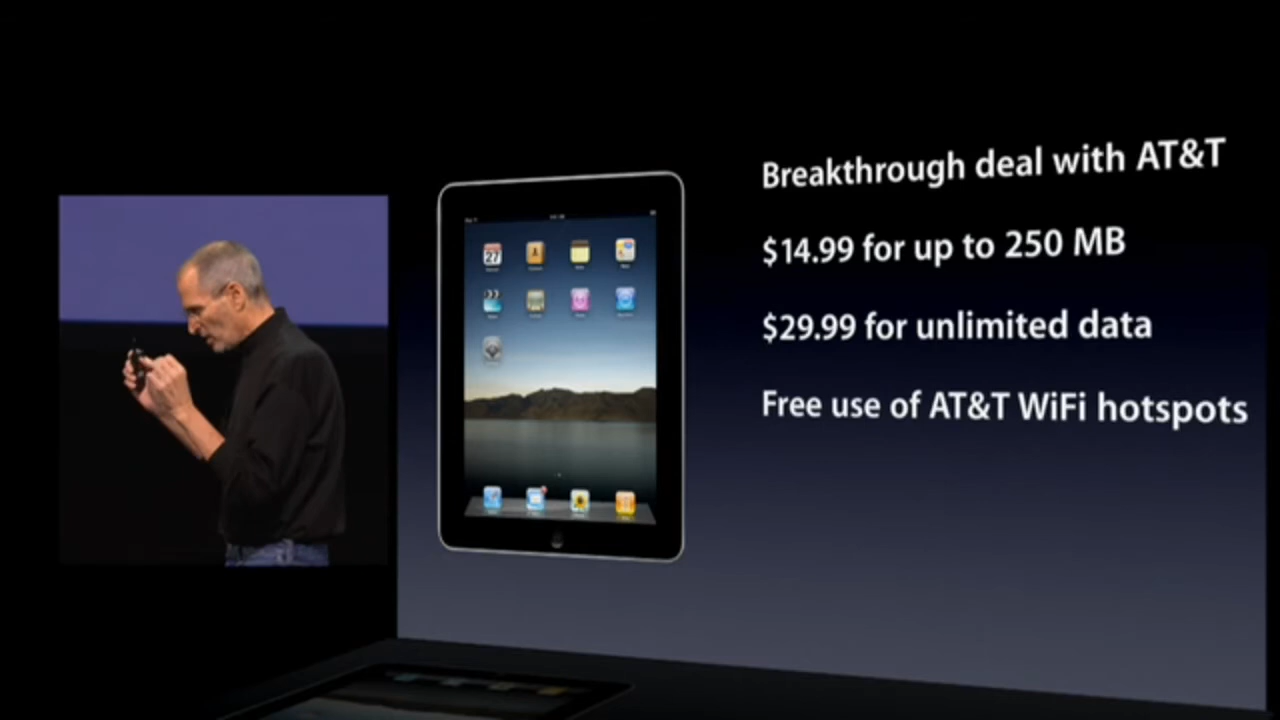 Breakthrough deal with AT&T
$14.99 for up to 250 MB
$29.99 for unlimited data
Free use of AT&T WiFi hotspots
27